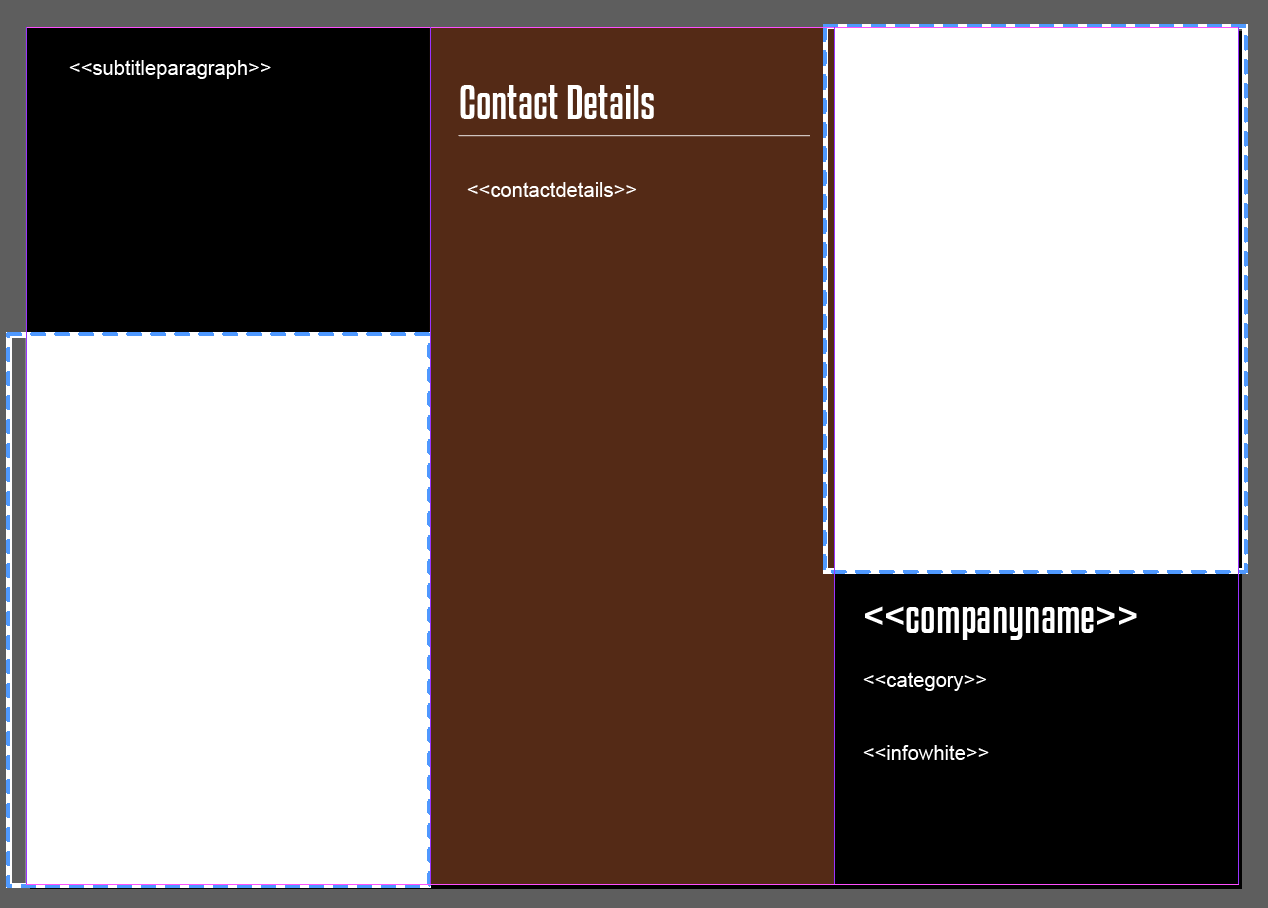 <<subtitleparagraph>>
Contact Details
<<contactdetails>>
<<companyname>>
<<category>>
<<infowhite>>